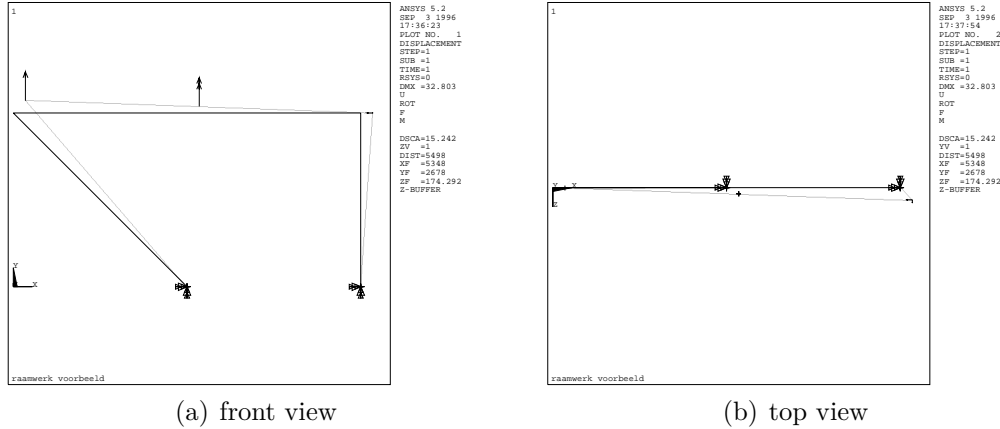 1
ANSYS 5.2
SEP 3 1996
17:36:23
PLOT NO. 1
DISPLACEMENT
STEP=1
SUB =1
TIME=1
RSYS=0
DMX =32.803
U
ROT
F
M
DSCA=15.242
ZV =1
DIST=5498
XF =5348
YF =2678
ZF =174.292
Z-BUFFER
Y
X
raamwerk voorbeeld
(a) front view
1
ANSYS 5.2
SEP 3 1996
17:37:54
PLOT NO. 2
DISPLACEMENT
STEP=1
SUB =1
TIME=1
RSYS=0
DMX =32.803
U
ROT
F
M
DSCA=15.242
YV =1
DIST=5498
XF =5348
YF =2678
ZF =174.292
Z-BUFFER
Y X
Z
raamwerk voorbeeld
(b) top view